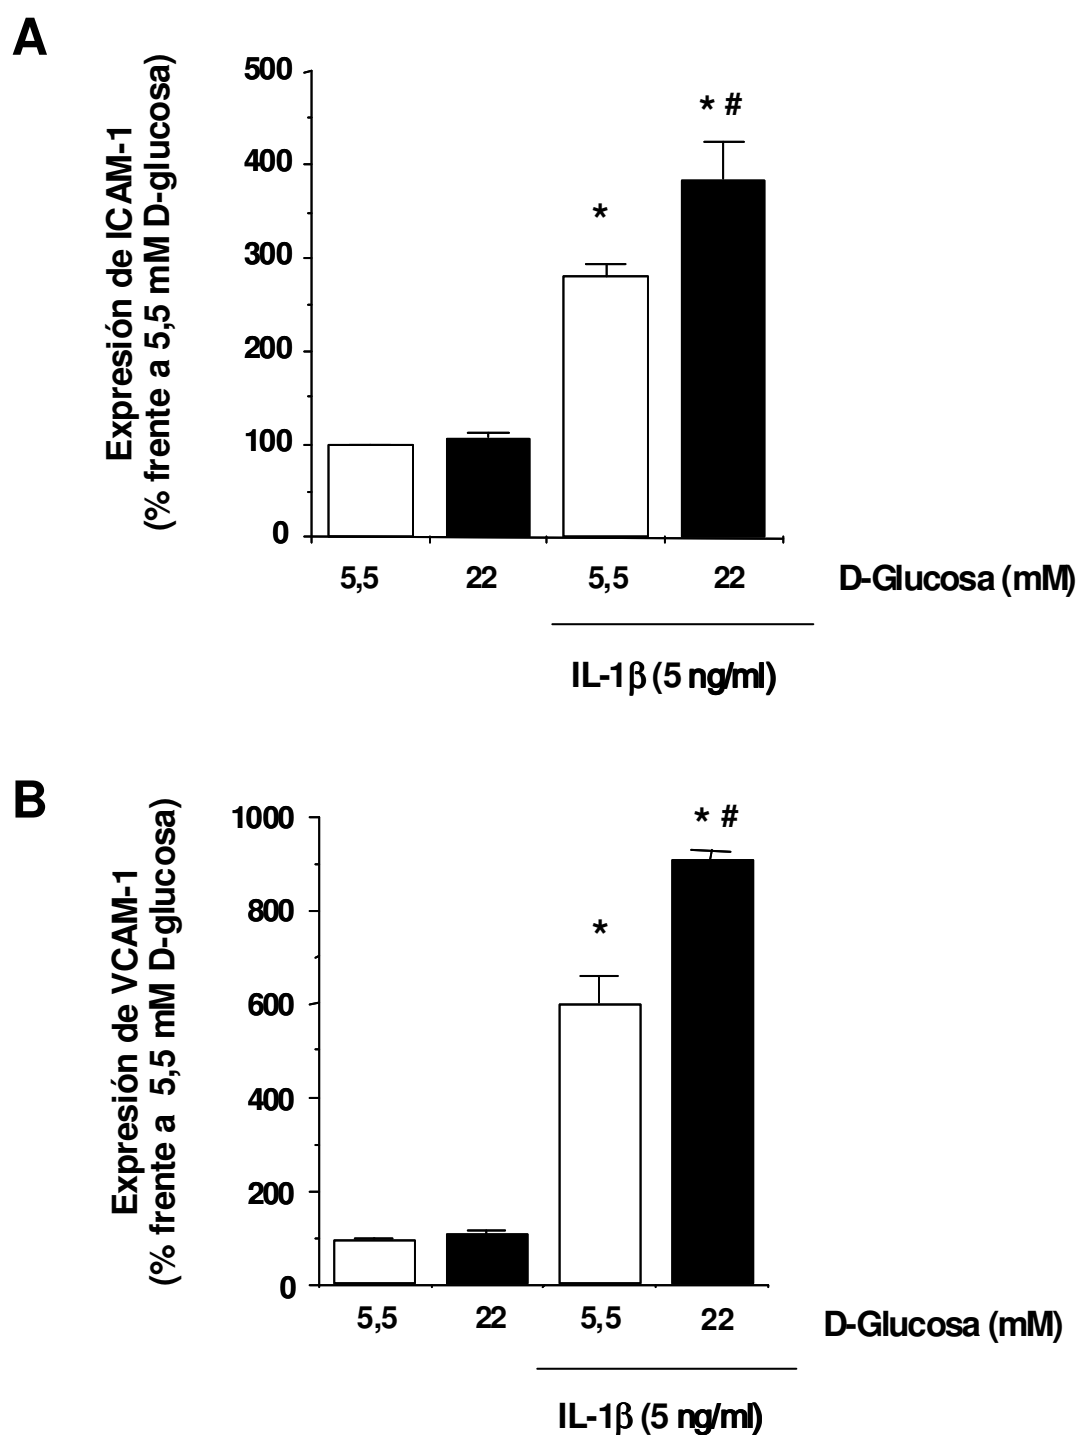 A
Expresión de ICAM-1
(% frente a 5,5 mM D-glucosa)
500
400
300
200
100
0
*
* #
5,5 22 5,5 22 D-Glucosa (mM)
IL-1β (5 ng/ml)
B
Expresión de VCAM-1
(% frente a 5,5 mM D-glucosa)
1000
800
600
400
200
0
*
* #
5,5 22 5,5 22 D-Glucosa (mM)
IL-1β (5 ng/ml)